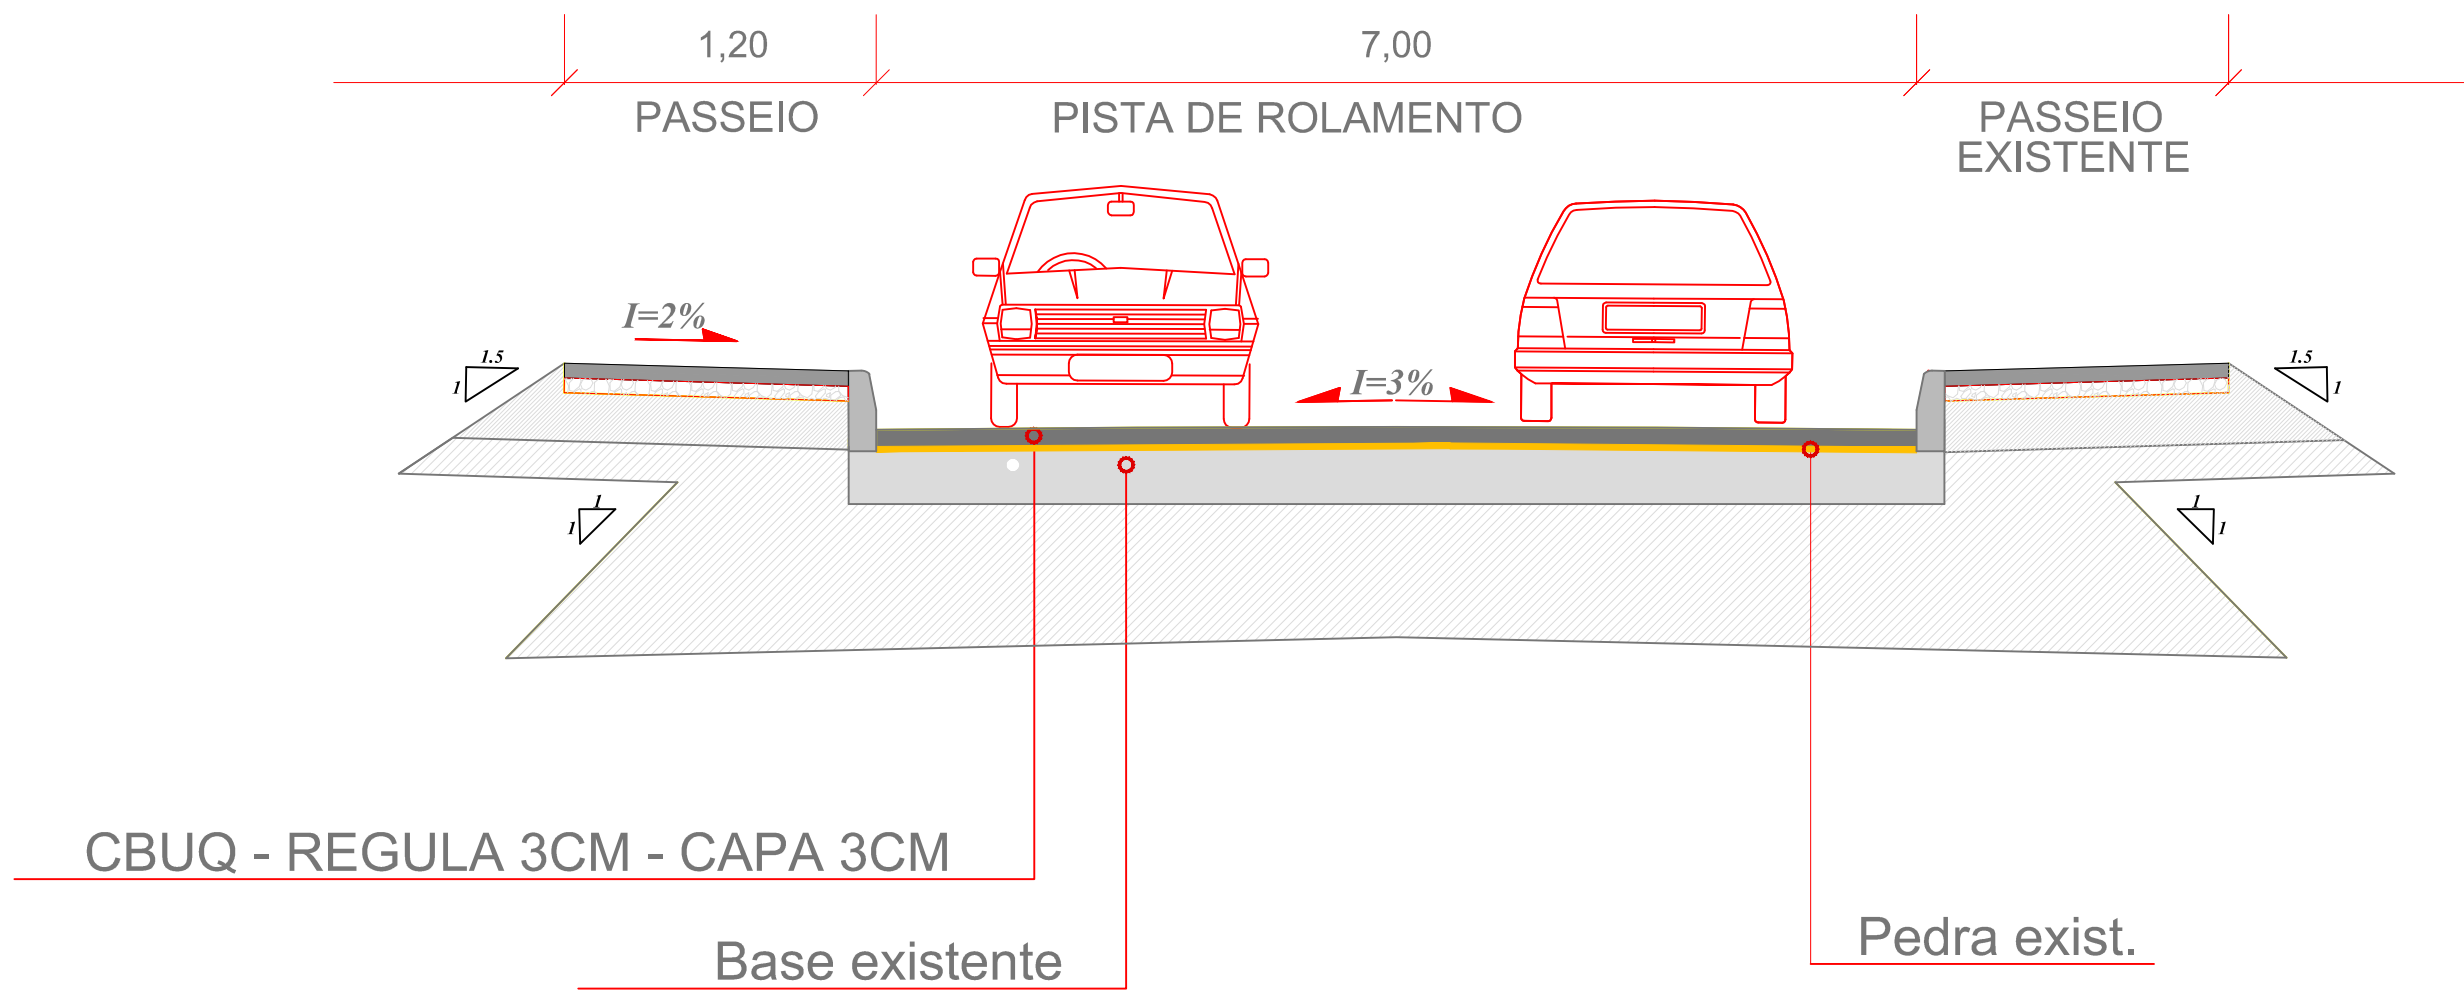 1,20
7,00
PASSEIO
PISTA DE ROLAMENTO
PASSEIO
EXISTENTE
I=2%
I=3%
1.5
1
1.5
1
1
1
1
1
CBUQ - REGULA 3CM - CAPA 3CM
Base existente
Pedra exist.